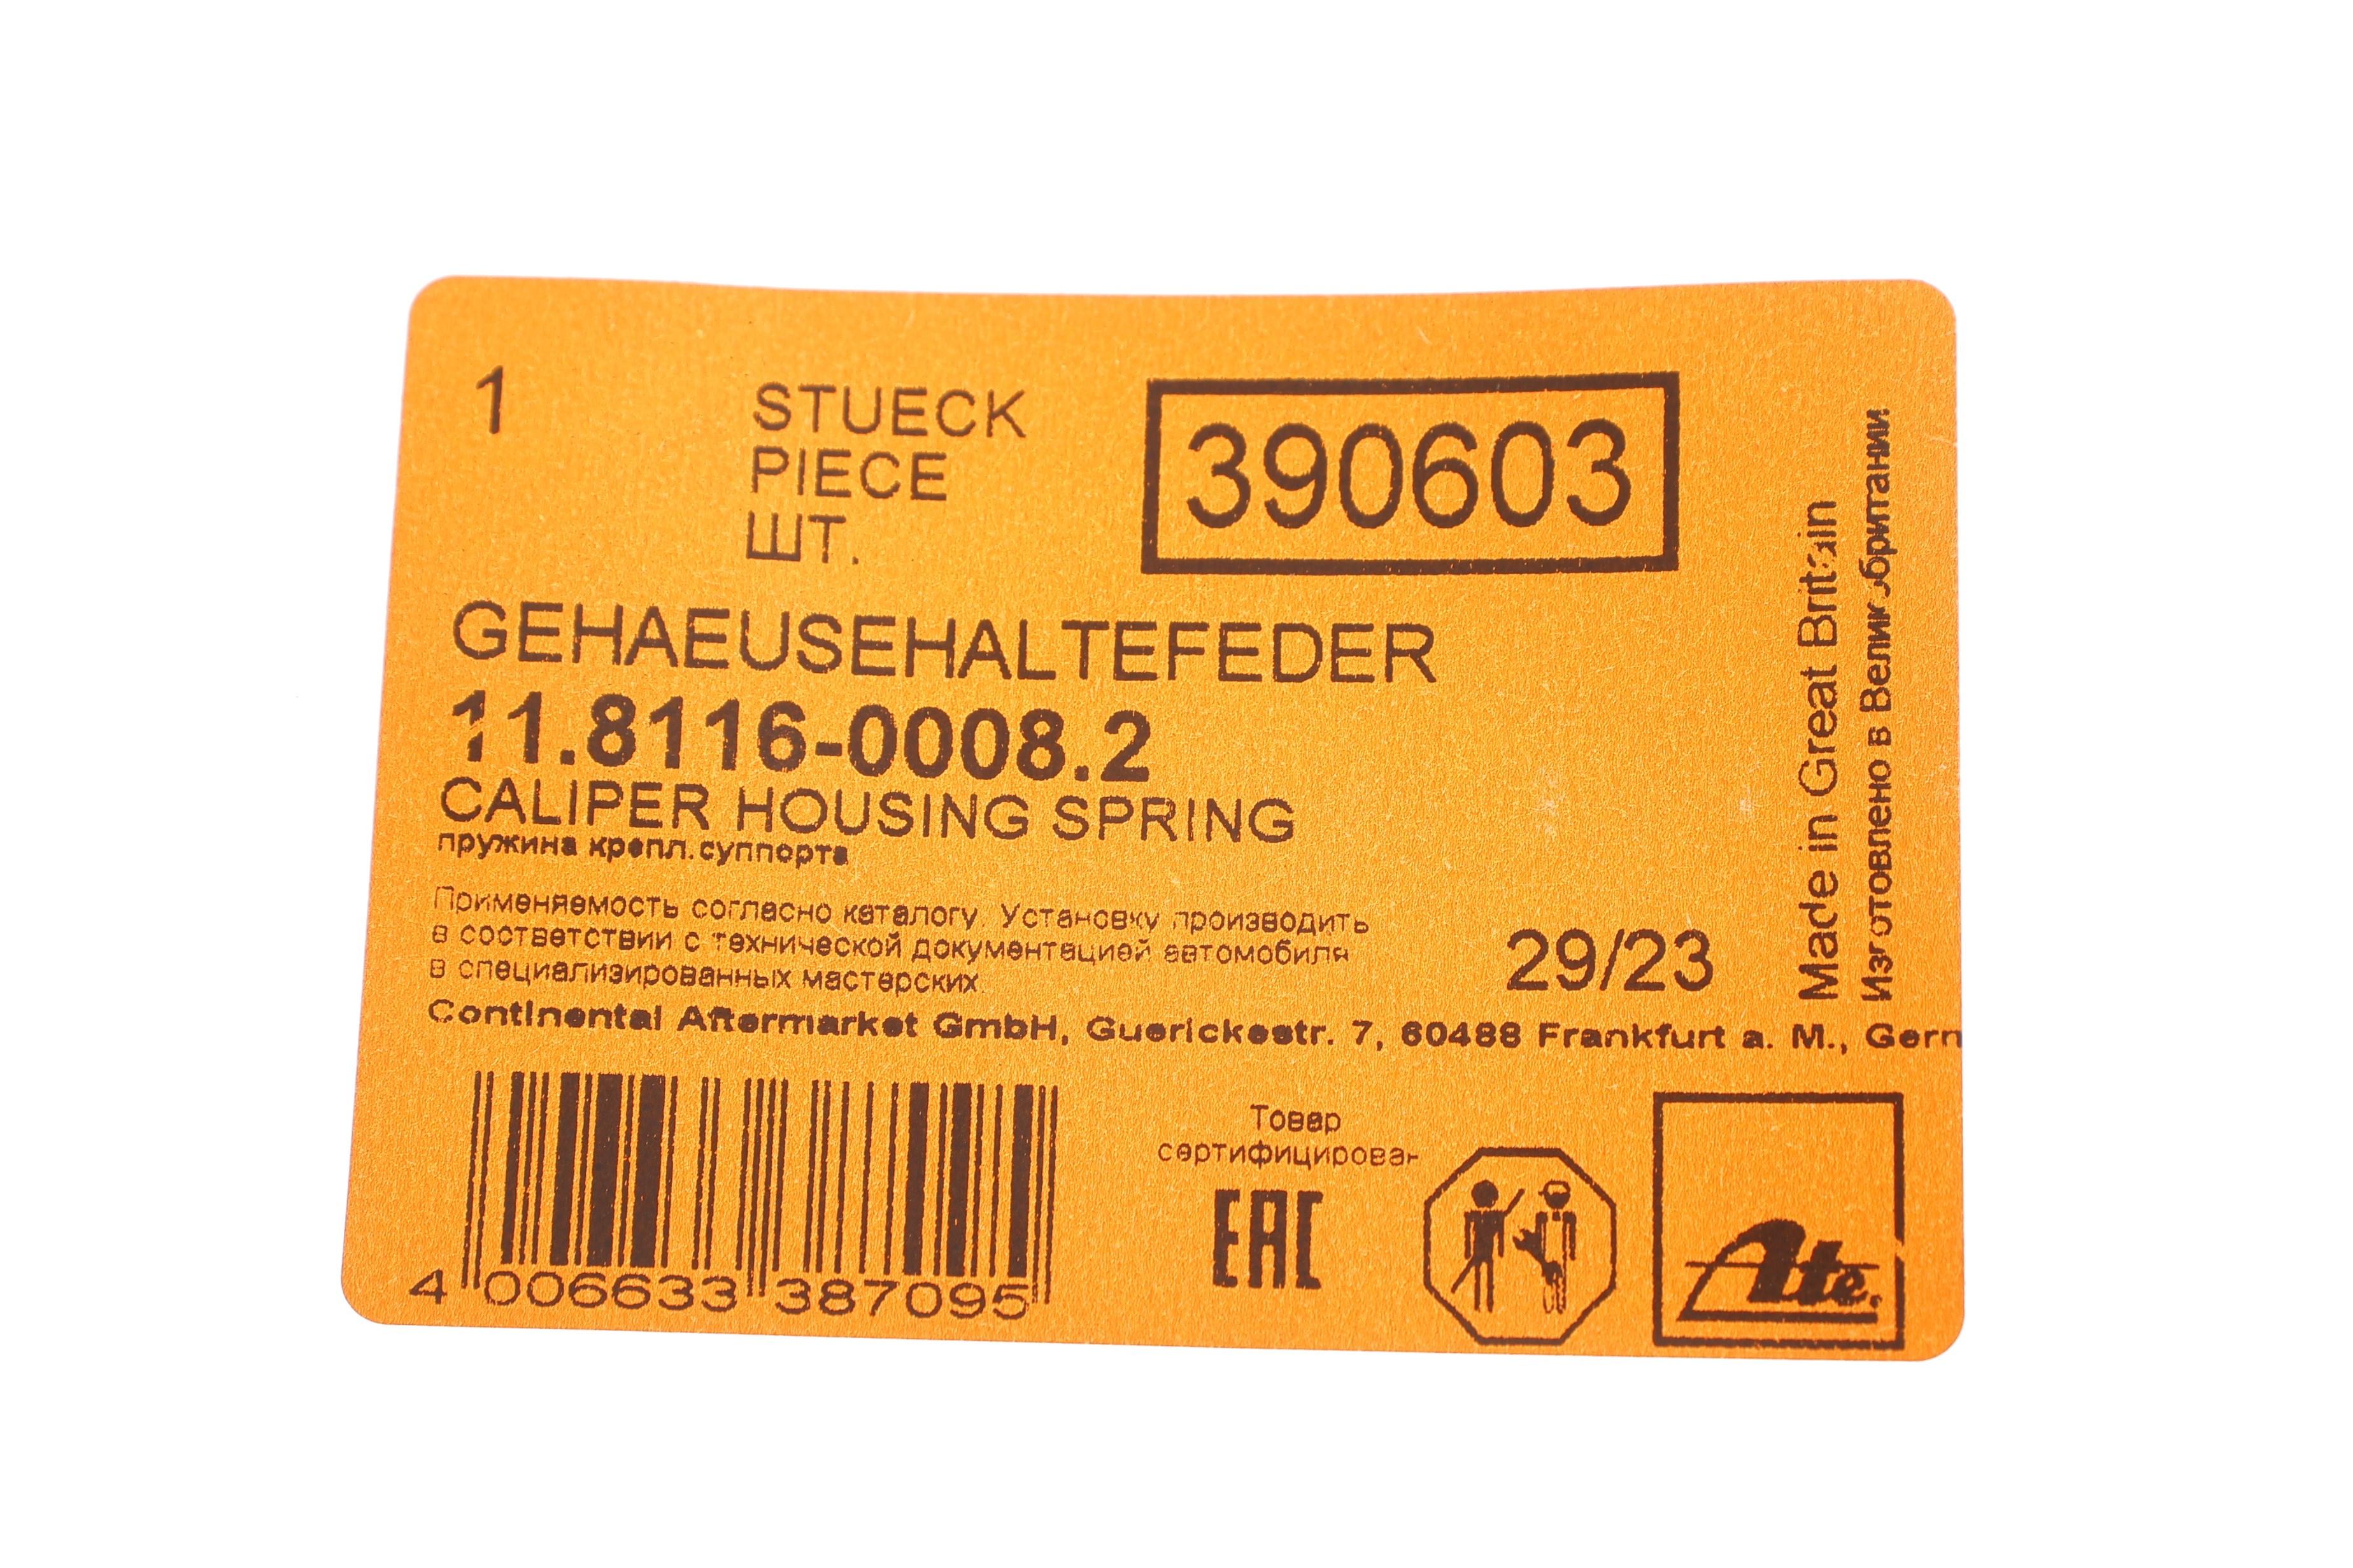 1
STUECK
PIECE
ШТ.
390603
GEHAEUSEHALTEFEDER
11.8116-0008.2
CALIPER HOUSING SPRING
пружина крепл.суппорта
Применяемость согласно каталогу. Установку производить
в соответствии с технической документацией автомобиля
в специализированных мастерских.
29/23
Continental Aftermarket GmbH, Guerickestr. 7, 60488 Frankfurt a. M., Germ
Made in Great Britain
Изготовлено в Великобритании
4 006633 387095
Товар
сертифицирован
EAC
Ate